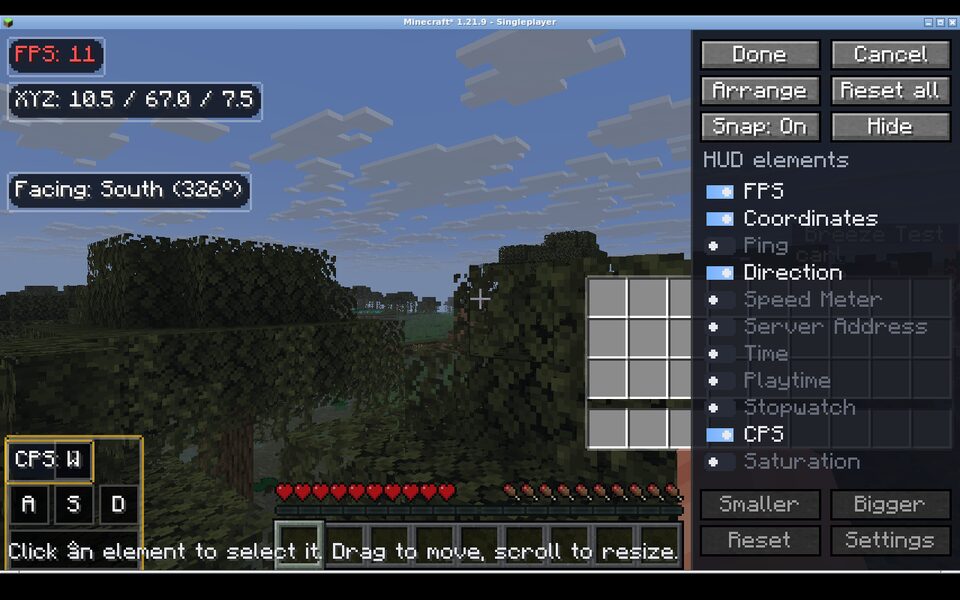 Minecraft* 1.21.9 - Singleplayer
FPS: 11
XYZ: 10.5 / 67.0 / 7.5
Facing: South (326°)
CPS: W
A S D
Click an element to select it. Drag to move, scroll to resize.
Done Cancel
Arrange Reset all
Snap: On Hide
HUD elements
FPS
Coordinates
Ping
Direction
Speed Meter
Server Address
Time
Playtime
Stopwatch
CPS
Saturation
Smaller Bigger
Reset Settings